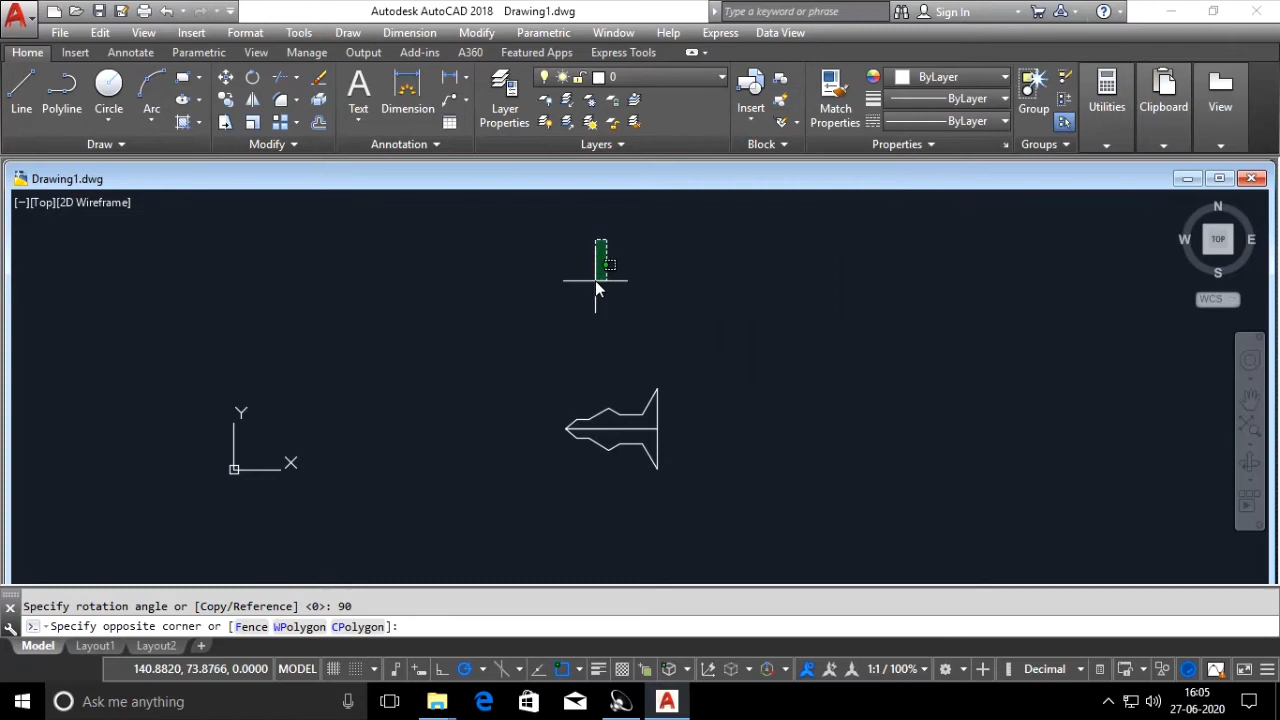 Autodesk AutoCAD 2018 Drawing1.dwg
Type a keyword or phrase
Sign In
File Edit View Insert Format Tools Draw Dimension Modify Parametric Window Help Express Data View
Home Insert Annotate Parametric View Manage Output Add-ins A360 Featured Apps Express Tools
0
ByLayer
ByLayer
ByLayer
Line Polyline Circle Arc
Text Dimension
Layer Properties
Insert
Match Properties
Group
Utilities
Clipboard
View
Draw Modify Annotation Layers Block Properties Groups
Drawing1.dwg
[−][Top][2D Wireframe]
N
W TOP E
S
WCS
Y
X
Specify rotation angle or [Copy/Reference] <0>: 90
Specify opposite corner or [Fence WPolygon CPolygon]:
Model Layout1 Layout2 +
140.8820, 73.8766, 0.0000 MODEL
1:1 / 100%
Decimal
Ask me anything
16:05
27-06-2020